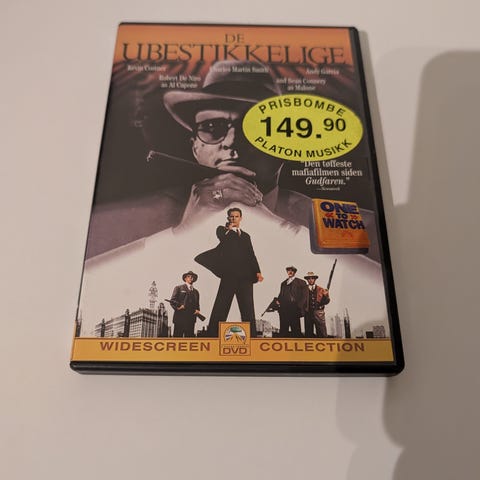 DE
UBESTIKKELIGE
Kevin Costner
Charles Martin Smith
Andy Garcia
Robert De Niro
as Al Capone
and Sean Connery
as Malone
PRISBOMBE
149.90
PLATON MUSIKK
"Den tøffeste
mafiafilmen siden
Gudfaren."
—Newsweek
ONE
TO
WATCH
WIDESCREEN
DVD
COLLECTION